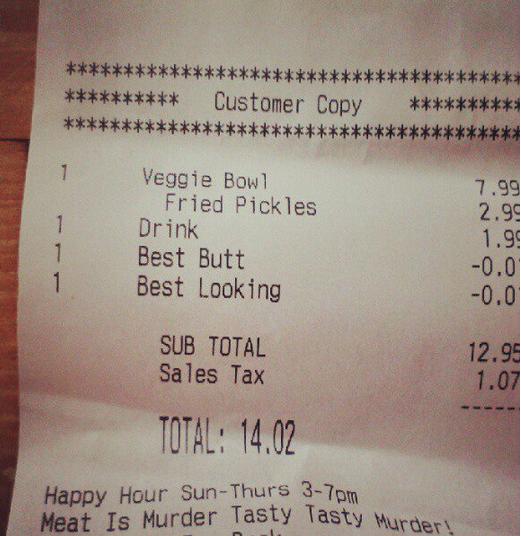 ********************************************
********** Customer Copy **********
********************************************
1 Veggie Bowl 7.99
Fried Pickles 2.99
1 Drink 1.99
1 Best Butt -0.01
1 Best Looking -0.01
SUB TOTAL 12.95
Sales Tax 1.07
------
TOTAL: 14.02
Happy Hour Sun-Thurs 3-7pm
Meat Is Murder Tasty Tasty Murder!